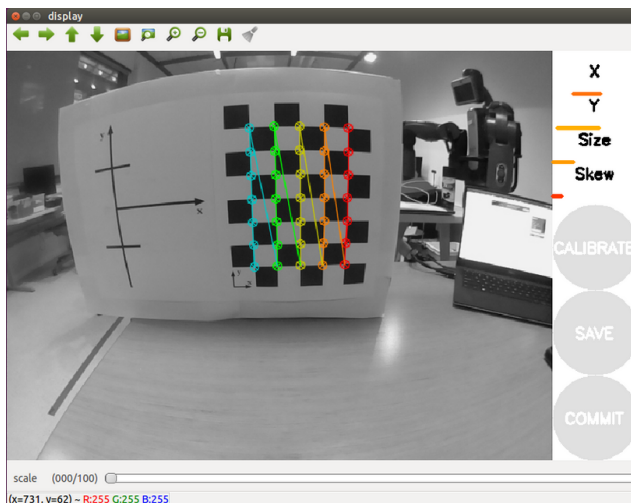 display
X
Y
Size
Skew
CALIBRATE
SAVE
COMMIT
y
x
y
x
scale (000/100)
(x=731, y=62) ~ R:255 G:255 B:255